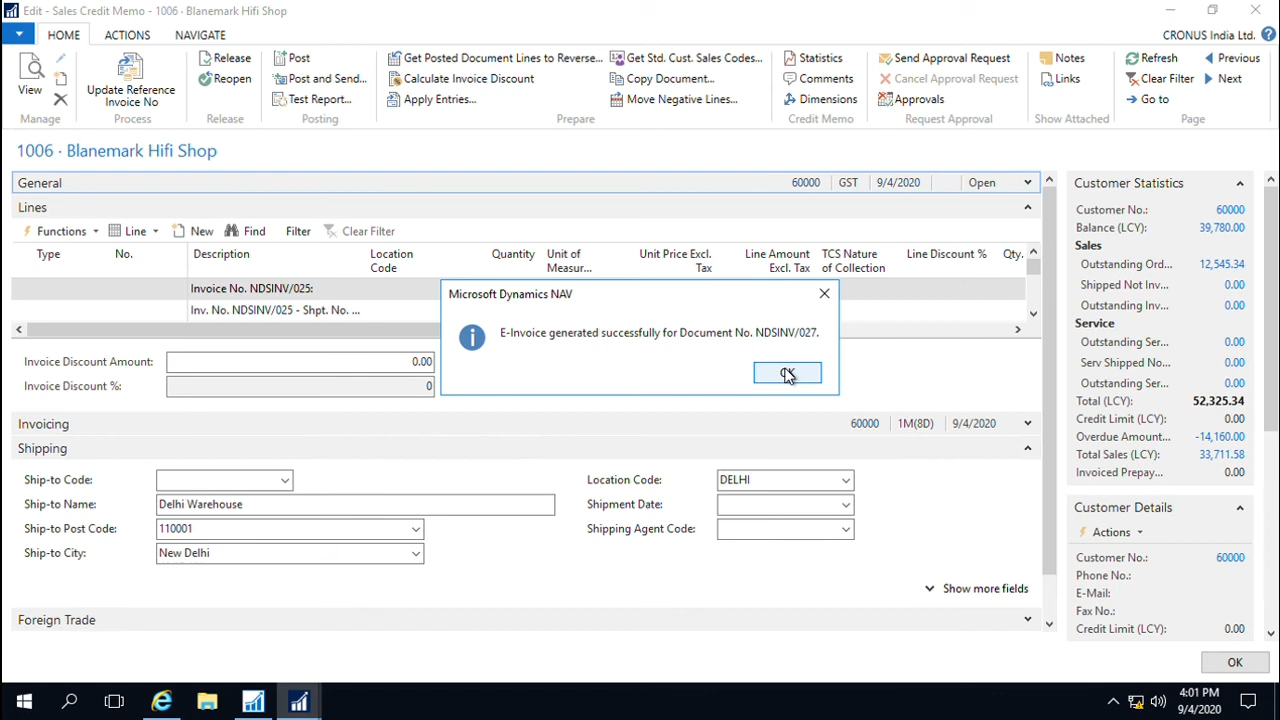 Edit - Sales Credit Memo - 1006 · Blanemark Hifi Shop
HOME ACTIONS NAVIGATE CRONUS India Ltd.
View
Manage
Update Reference Invoice No
Process
Release
Reopen
Release
Post
Post and Send...
Test Report...
Posting
Get Posted Document Lines to Reverse...
Calculate Invoice Discount
Apply Entries...
Get Std. Cust. Sales Codes...
Copy Document...
Move Negative Lines...
Prepare
Statistics
Comments
Dimensions
Credit Memo
Send Approval Request
Cancel Approval Request
Approvals
Request Approval
Notes
Links
Show Attached
Refresh
Clear Filter
Go to
Previous
Next
Page
1006 · Blanemark Hifi Shop
General 60000 GST 9/4/2020 Open
Lines
Functions Line New Find Filter Clear Filter
Type No. Description Location Code Quantity Unit of Measur... Unit Price Excl. Tax Line Amount Excl. Tax TCS Nature of Collection Line Discount % Qty.
Invoice No. NDSINV/025:
Inv. No. NDSINV/025 - Shpt. No. ...
Microsoft Dynamics NAV
E-Invoice generated successfully for Document No. NDSINV/027.
OK
Invoice Discount Amount: 0.00
Invoice Discount %: 0
Invoicing 60000 1M(8D) 9/4/2020
Shipping
Ship-to Code:
Ship-to Name: Delhi Warehouse
Ship-to Post Code: 110001
Ship-to City: New Delhi
Location Code: DELHI
Shipment Date:
Shipping Agent Code:
Show more fields
Foreign Trade
Customer Statistics
Customer No.: 60000
Balance (LCY): 39,780.00
Sales
Outstanding Ord... 12,545.34
Shipped Not Inv... 0.00
Outstanding Inv... 0.00
Service
Outstanding Ser... 0.00
Serv Shipped No... 0.00
Outstanding Ser... 0.00
Total (LCY): 52,325.34
Credit Limit (LCY): 0.00
Overdue Amount... -14,160.00
Total Sales (LCY): 33,711.58
Invoiced Prepay... 0.00
Customer Details
Actions
Customer No.: 60000
Phone No.:
E-Mail:
Fax No.:
Credit Limit (LCY): 0.00
OK
4:01 PM
9/4/2020